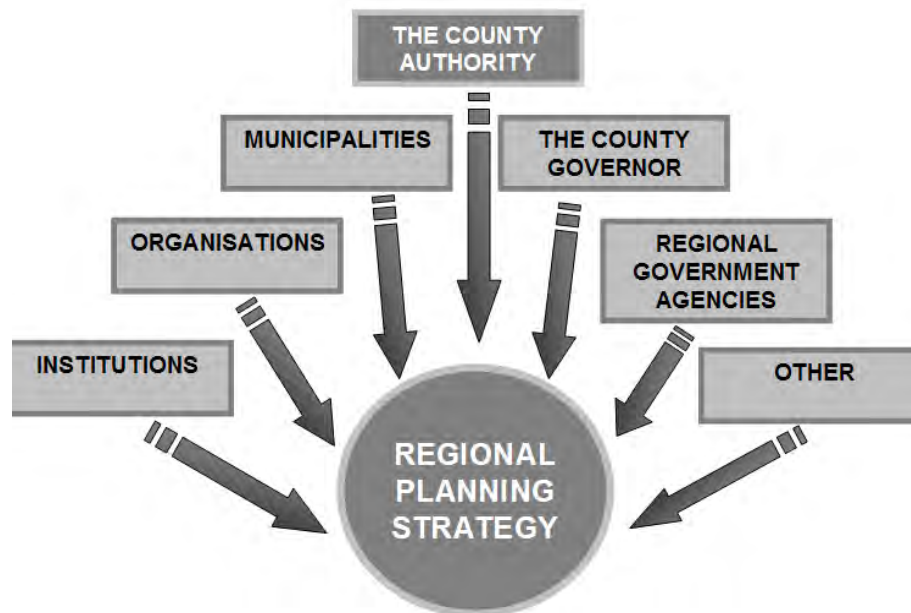 THE COUNTY
AUTHORITY
MUNICIPALITIES
THE COUNTY
GOVERNOR
ORGANISATIONS
REGIONAL
GOVERNMENT
AGENCIES
INSTITUTIONS
OTHER
REGIONAL
PLANNING
STRATEGY